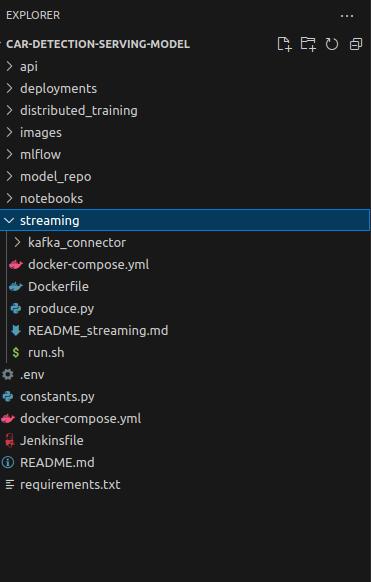 EXPLORER
CAR-DETECTION-SERVING-MODEL
api
deployments
distributed_training
images
mlflow
model_repo
notebooks
streaming
kafka_connector
docker-compose.yml
Dockerfile
produce.py
README_streaming.md
$ run.sh
.env
constants.py
docker-compose.yml
Jenkinsfile
README.md
requirements.txt